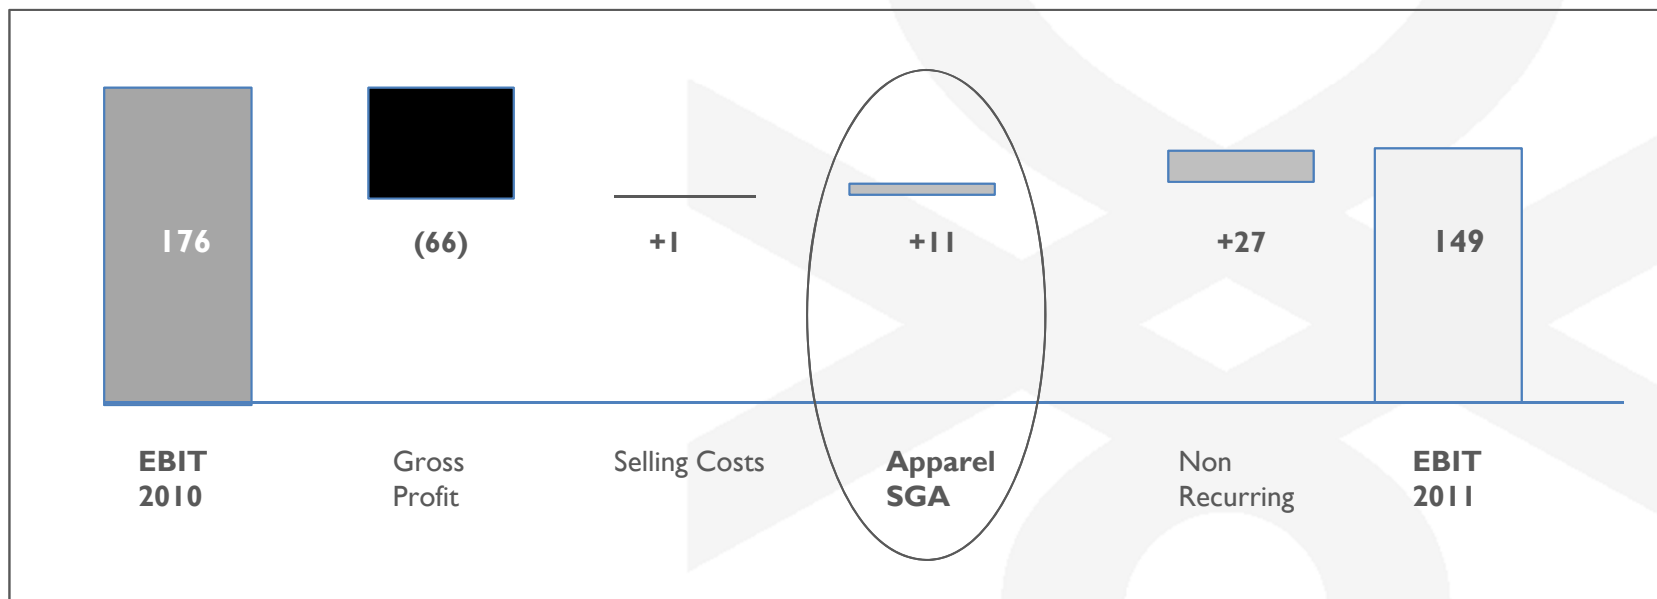 176
(66)
+1
+11
+27
149
EBIT
2010
Gross
Profit
Selling Costs
Apparel
SGA
Non
Recurring
EBIT
2011